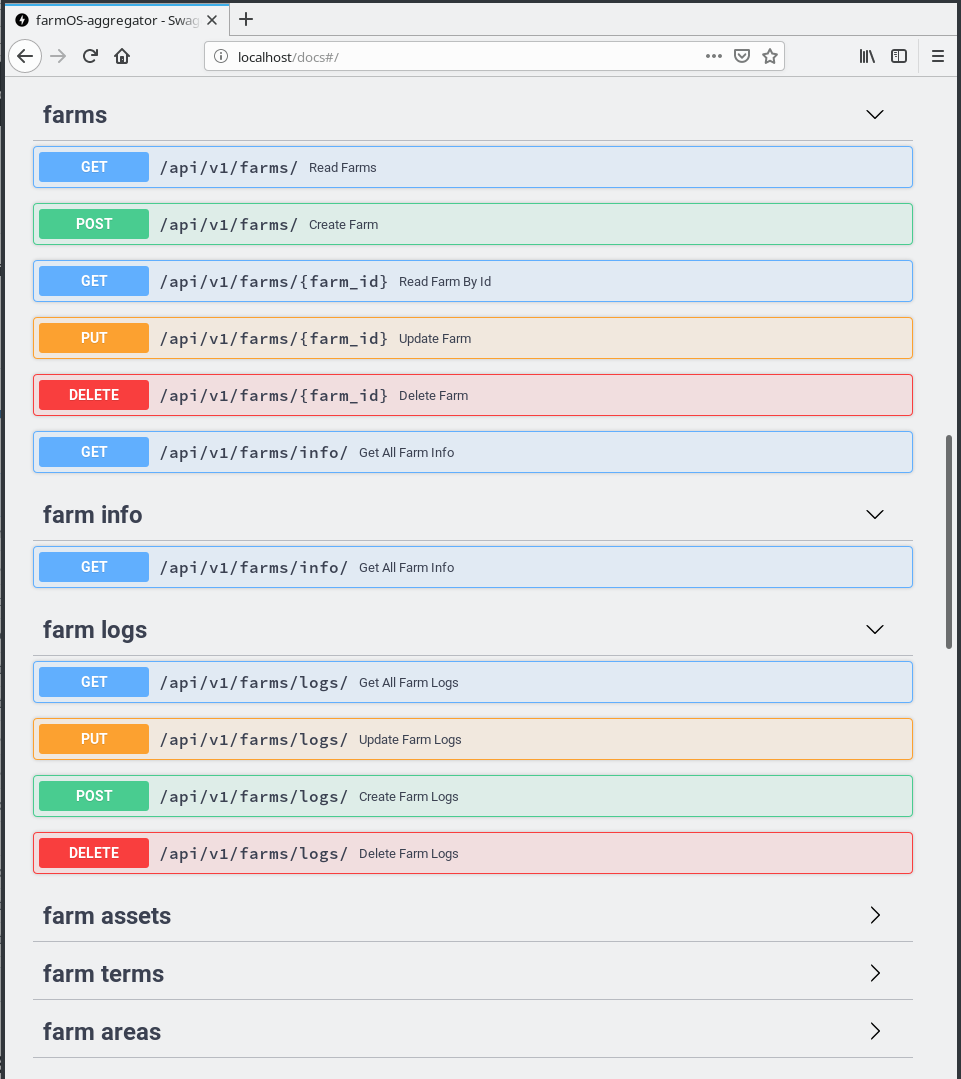 farmOS-aggregator - Swag
localhost/docs#/
farms
GET /api/v1/farms/ Read Farms
POST /api/v1/farms/ Create Farm
GET /api/v1/farms/{farm_id} Read Farm By Id
PUT /api/v1/farms/{farm_id} Update Farm
DELETE /api/v1/farms/{farm_id} Delete Farm
GET /api/v1/farms/info/ Get All Farm Info
farm info
GET /api/v1/farms/info/ Get All Farm Info
farm logs
GET /api/v1/farms/logs/ Get All Farm Logs
PUT /api/v1/farms/logs/ Update Farm Logs
POST /api/v1/farms/logs/ Create Farm Logs
DELETE /api/v1/farms/logs/ Delete Farm Logs
farm assets
farm terms
farm areas